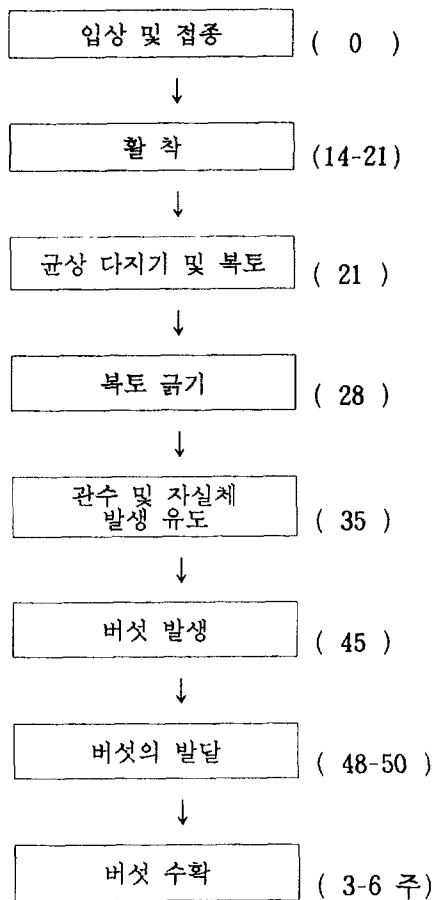 입상 및 접종 ( 0 )
↓
활 착 (14-21)
↓
균상 다지기 및 복토 ( 21 )
↓
복토 긁기 ( 28 )
↓
관수 및 자실체
발생 유도 ( 35 )
↓
버섯 발생 ( 45 )
↓
버섯의 발달 ( 48-50 )
↓
버섯 수확 ( 3-6 주)